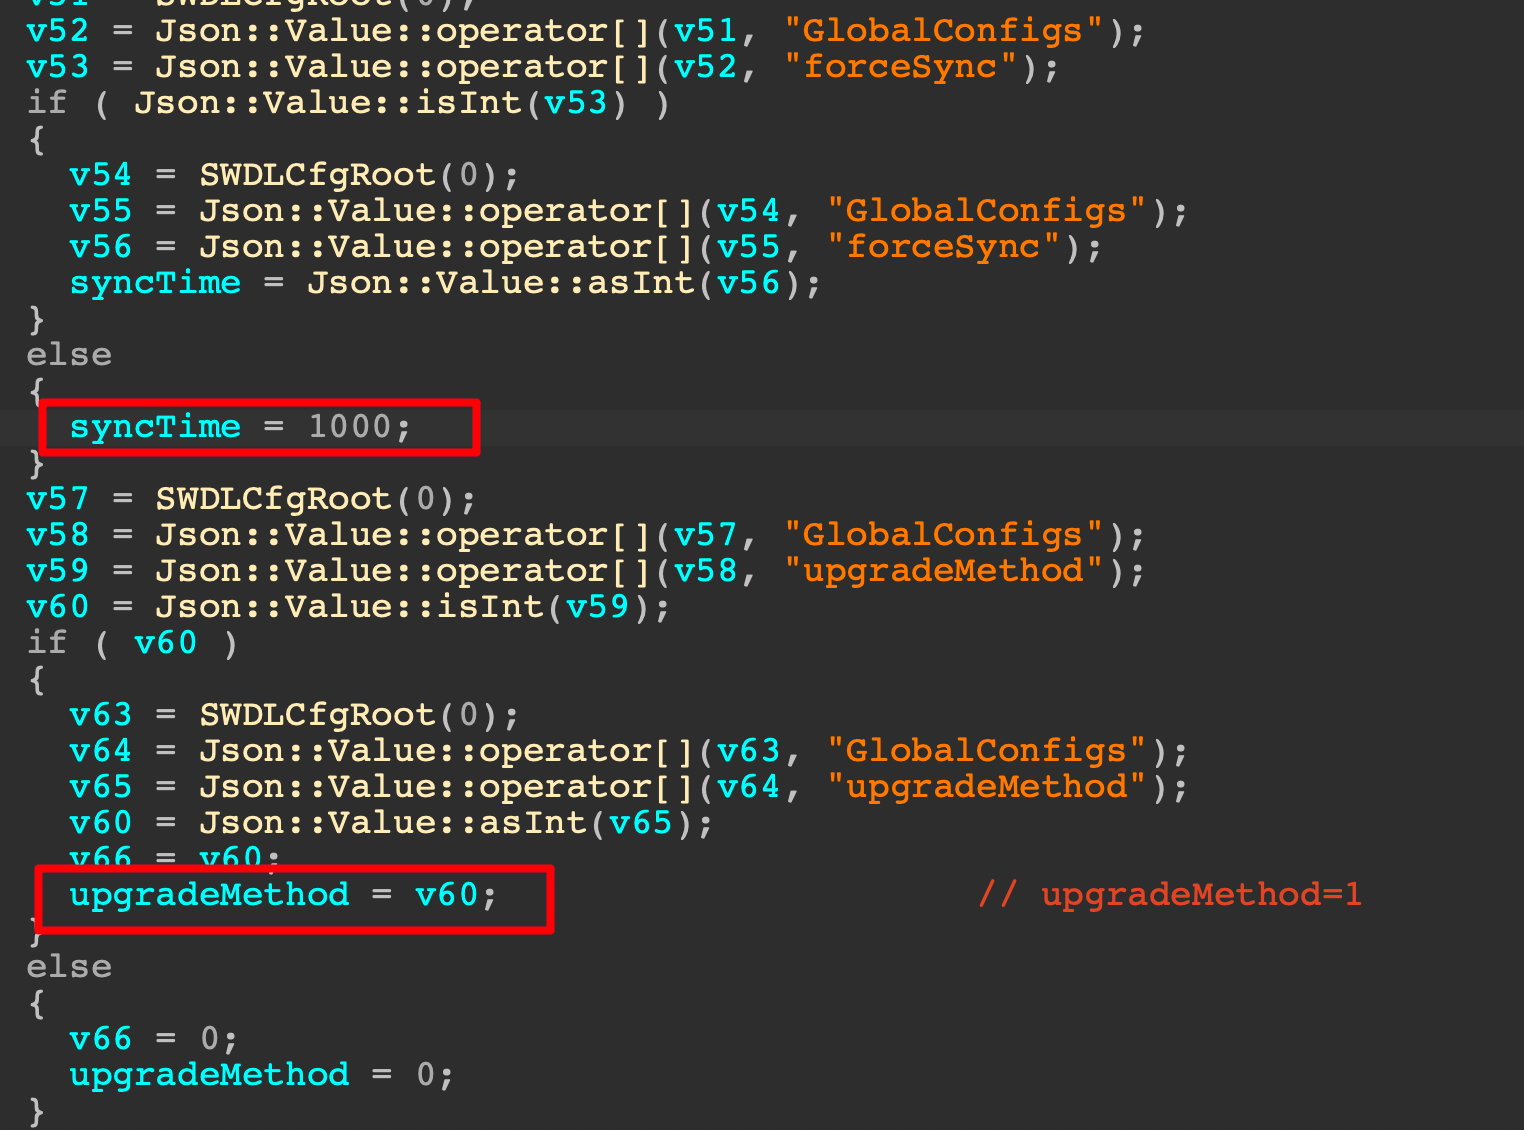 v51 = SWDLCfgRoot(0);
v52 = Json::Value::operator[](v51, "GlobalConfigs");
v53 = Json::Value::operator[](v52, "forceSync");
if ( Json::Value::isInt(v53) )
{
  v54 = SWDLCfgRoot(0);
  v55 = Json::Value::operator[](v54, "GlobalConfigs");
  v56 = Json::Value::operator[](v55, "forceSync");
  syncTime = Json::Value::asInt(v56);
}
else
{
  syncTime = 1000;
}
v57 = SWDLCfgRoot(0);
v58 = Json::Value::operator[](v57, "GlobalConfigs");
v59 = Json::Value::operator[](v58, "upgradeMethod");
v60 = Json::Value::isInt(v59);
if ( v60 )
{
  v63 = SWDLCfgRoot(0);
  v64 = Json::Value::operator[](v63, "GlobalConfigs");
  v65 = Json::Value::operator[](v64, "upgradeMethod");
  v60 = Json::Value::asInt(v65);
  v66 = v60;
  upgradeMethod = v60; // upgradeMethod=1
}
else
{
  v66 = 0;
  upgradeMethod = 0;
}